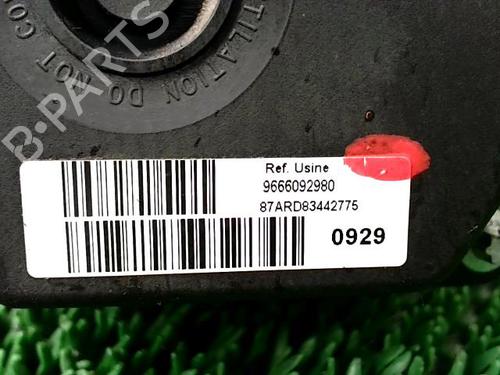 TILATION DO NOT CO
B-PARTS
Ref. Usine
9666092980
87ARD83442775
0929